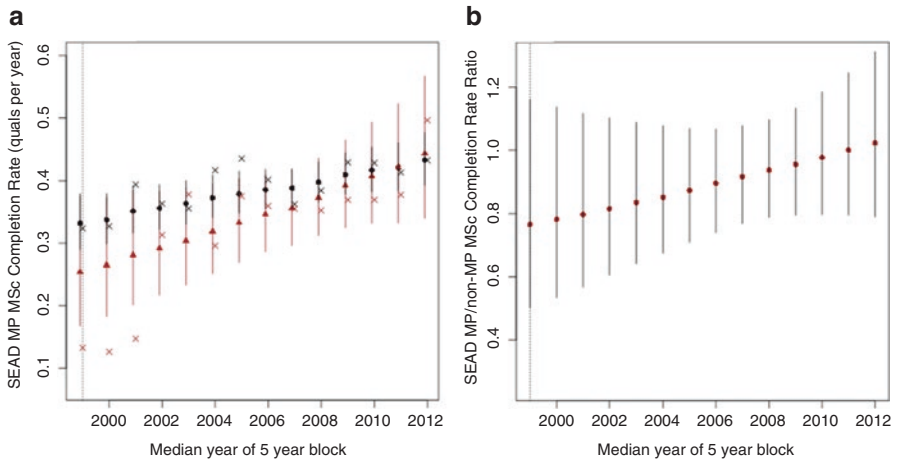 a
SEAD MP MSc Completion Rate (quals per year)
0.6
0.5
0.4
0.3
0.2
0.1
2000 2002 2004 2006 2008 2010 2012
Median year of 5 year block
b
SEAD MP/non-MP MSc Completion Rate Ratio
1.2
1.0
0.8
0.6
0.4
2000 2002 2004 2006 2008 2010 2012
Median year of 5 year block